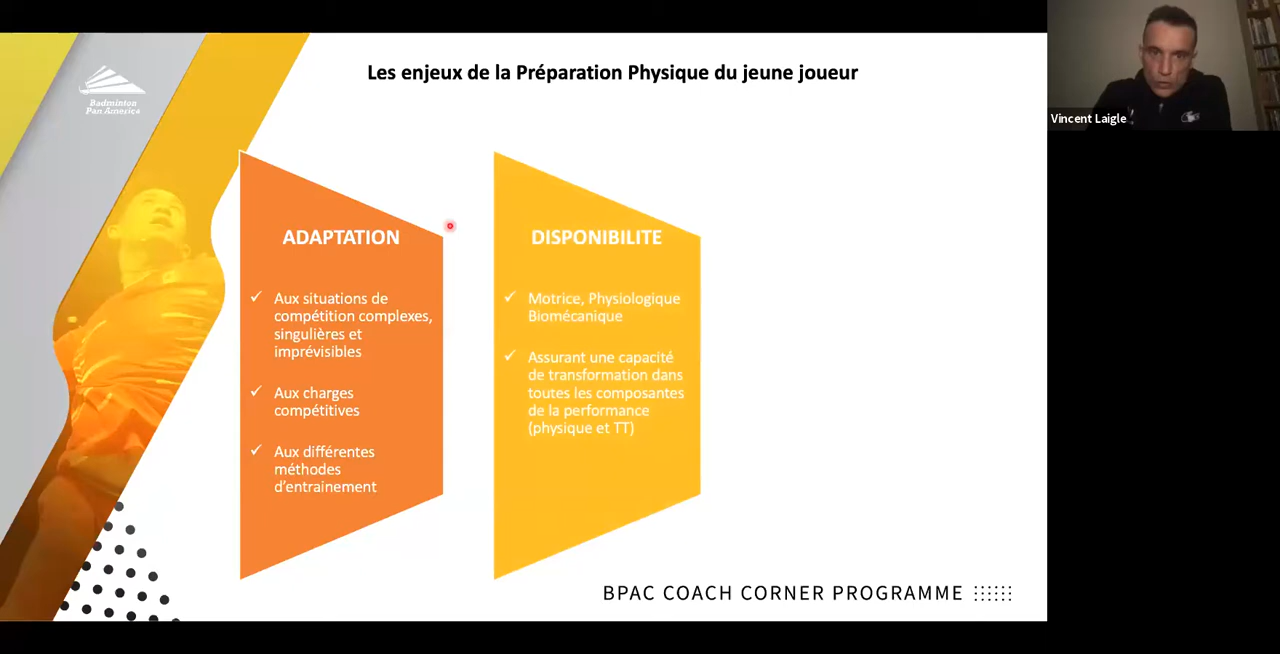 Les enjeux de la Préparation Physique du jeune joueur
Badminton
Pan America
Vincent Laigle
ADAPTATION
Aux situations de
compétition complexes,
singulières et
imprévisibles
Aux charges
compétitives
Aux différentes
méthodes
d'entrainement
DISPONIBILITE
Motrice, Physiologique
Biomécanique
Assurant une capacité
de transformation dans
toutes les composantes
de la performance
(physique et TT)
BPAC COACH CORNER PROGRAMME